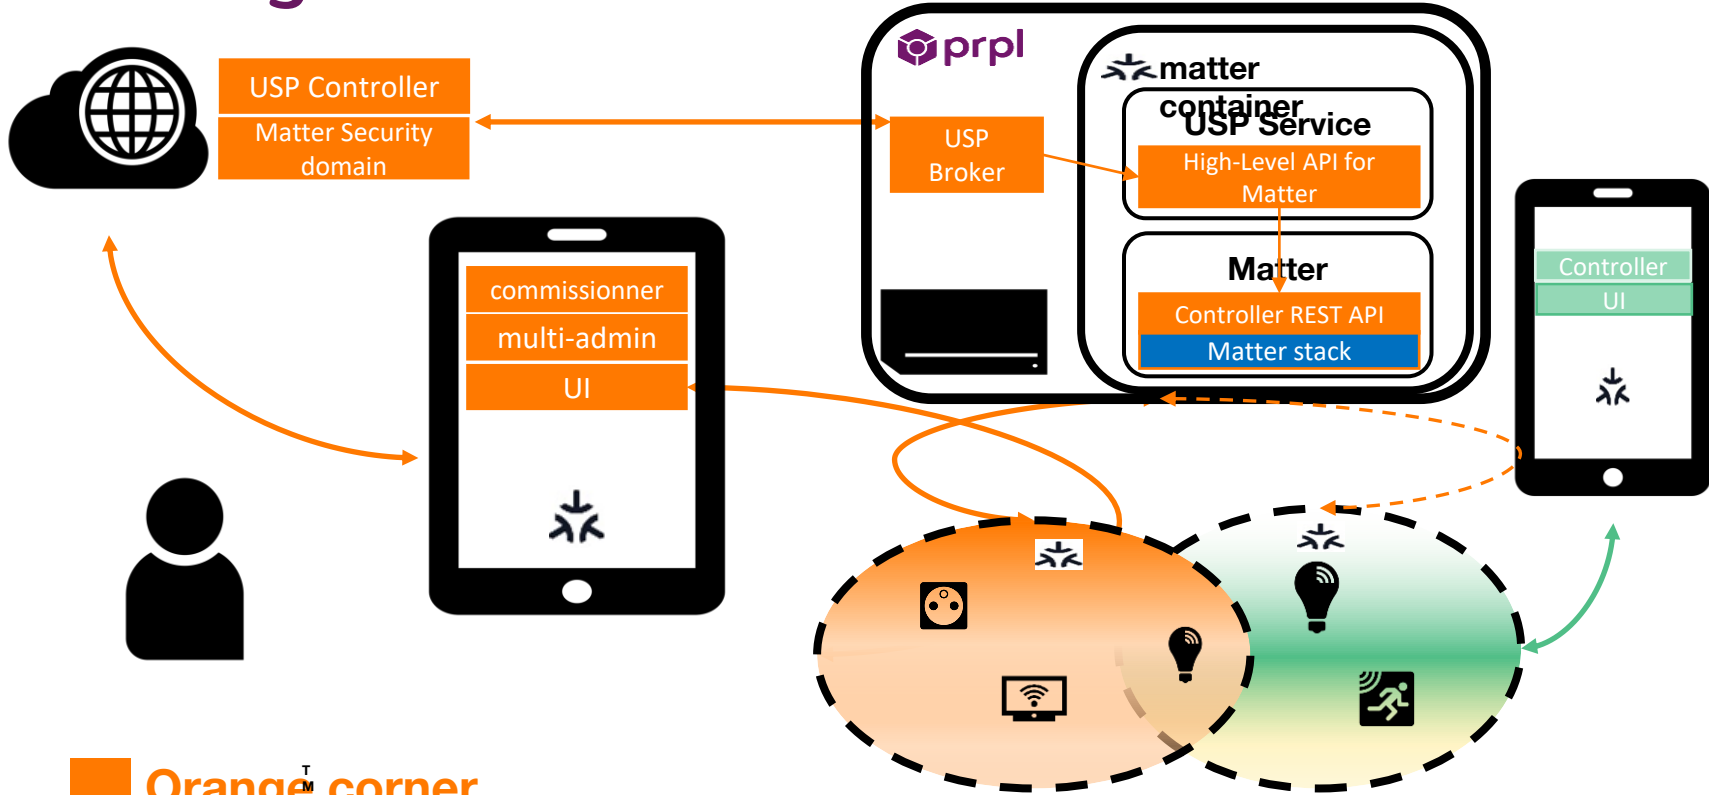 prpl
matter
container
USP Controller
Matter Security
domain
USP Service
USP
Broker
High-Level API for
Matter
Matter
Controller REST API
Matter stack
commissionner
multi-admin
UI
Controller
UI
Orange corner
TM